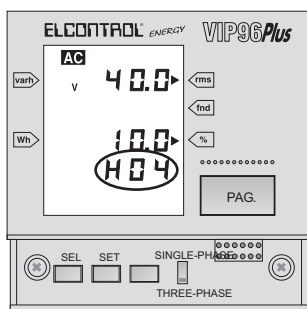 ELCONTROL ENERGY VIP96Plus
AC
varh V 40.0 rms
fnd
Wh 10.0 %
H04
PAG.
SEL SET SINGLE-PHASE
THREE-PHASE